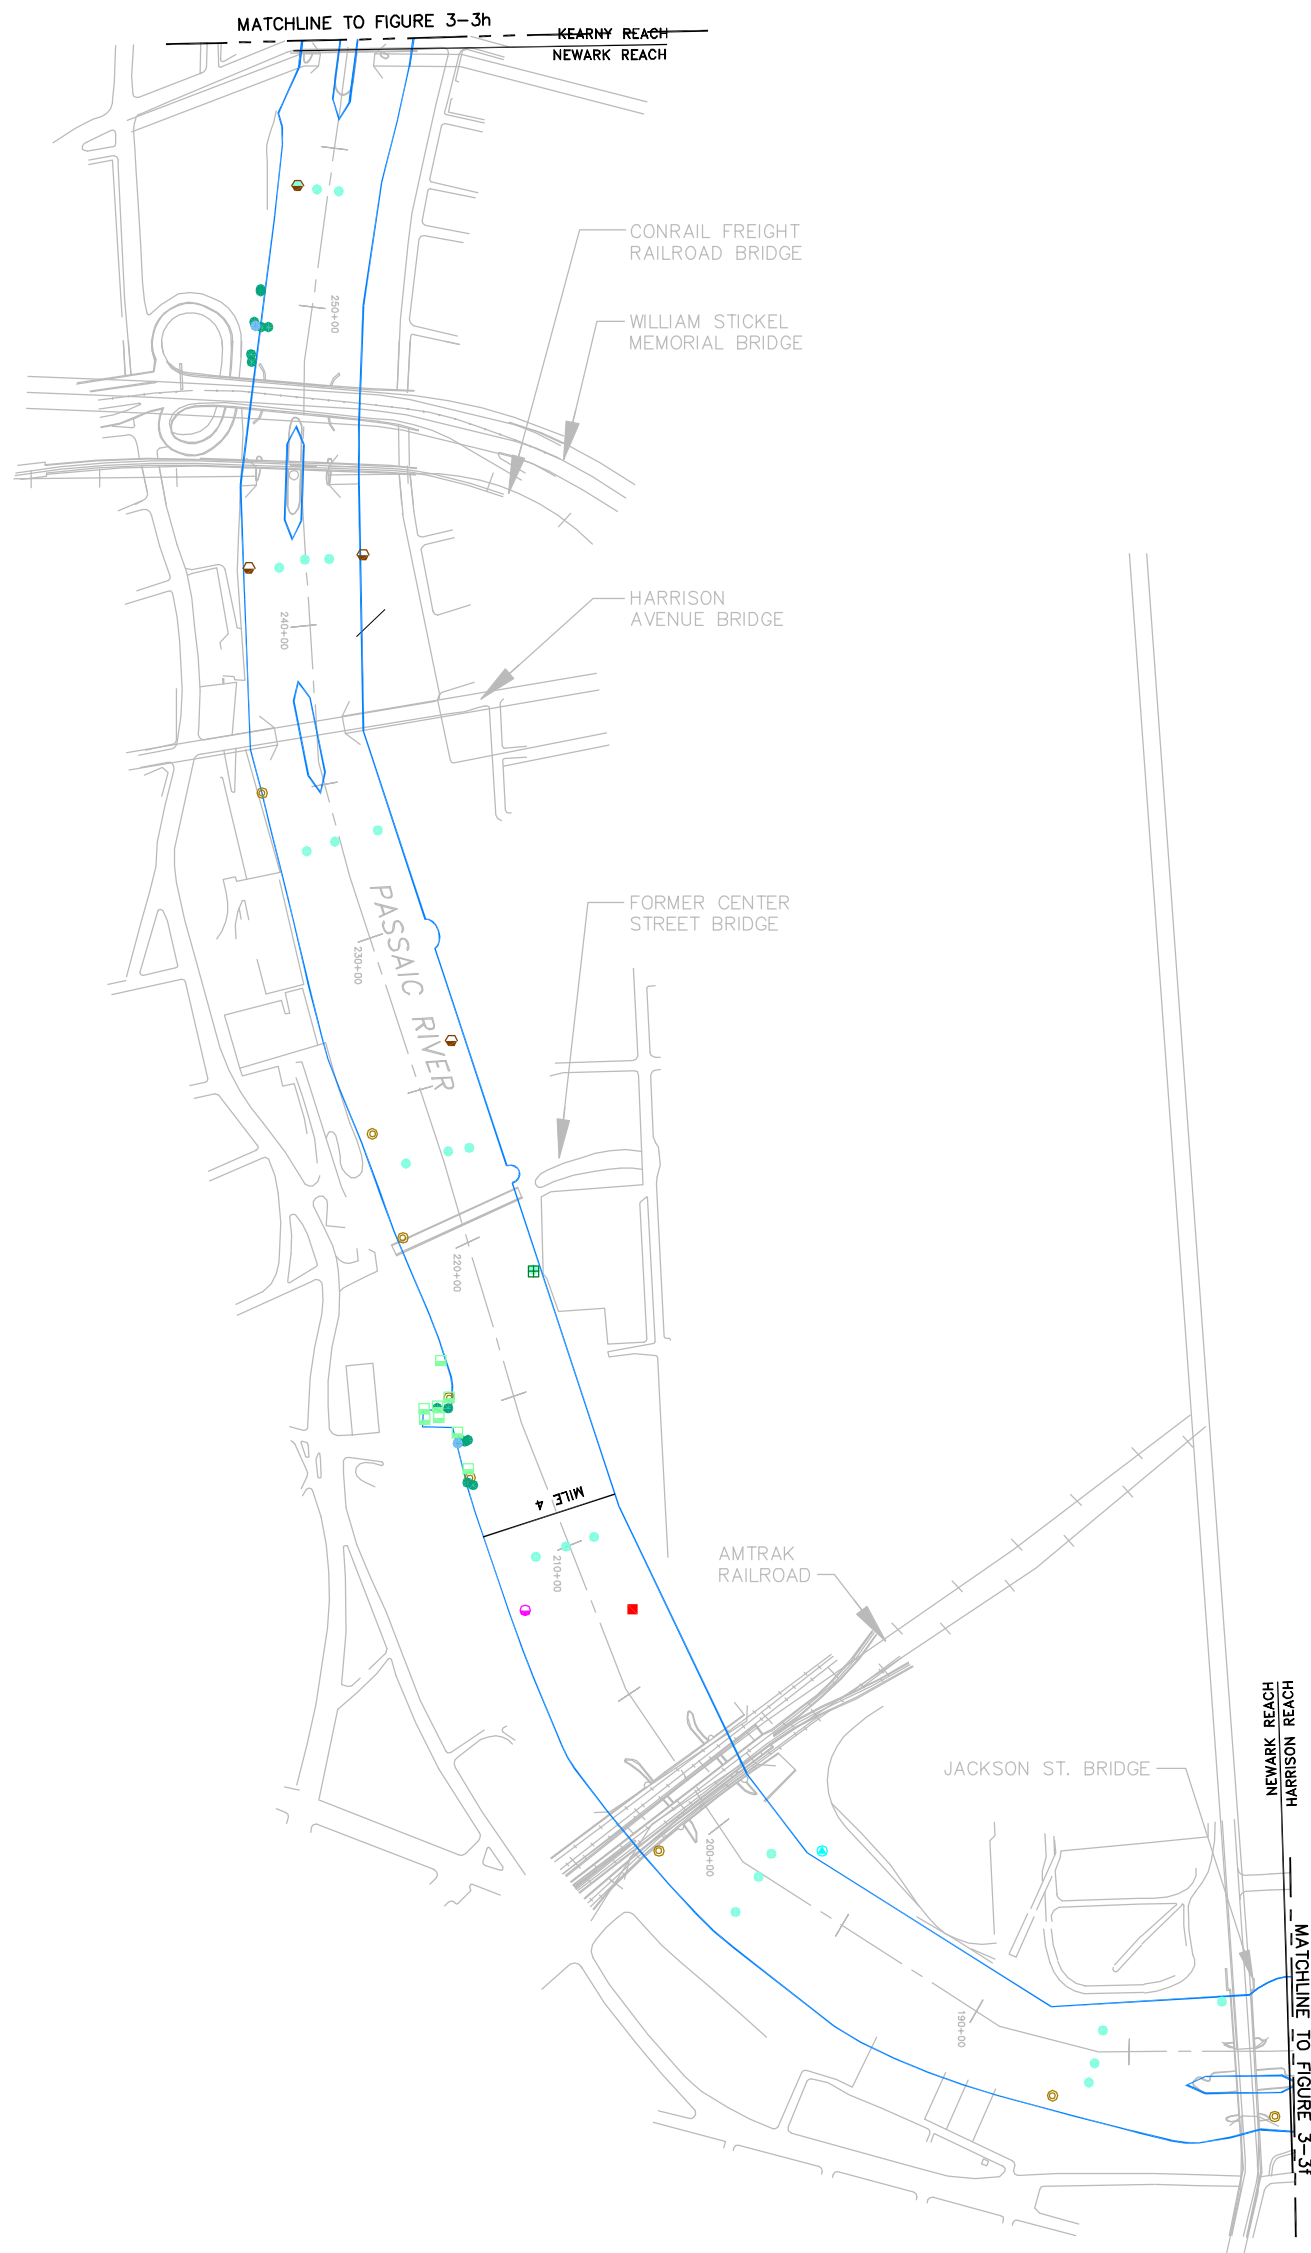 MATCHLINE TO FIGURE 3-3h
KEARNY REACH
NEWARK REACH
CONRAIL FREIGHT
RAILROAD BRIDGE
250+00
WILLIAM STICKEL
MEMORIAL BRIDGE
HARRISON
AVENUE BRIDGE
240+00
PASSAIC RIVER
FORMER CENTER
STREET BRIDGE
230+00
220+00
MILE 4
210+00
AMTRAK
RAILROAD
NEWARK REACH
HARRISON REACH
JACKSON ST. BRIDGE
200+00
190+00
MATCHLINE TO FIGURE 3-3f